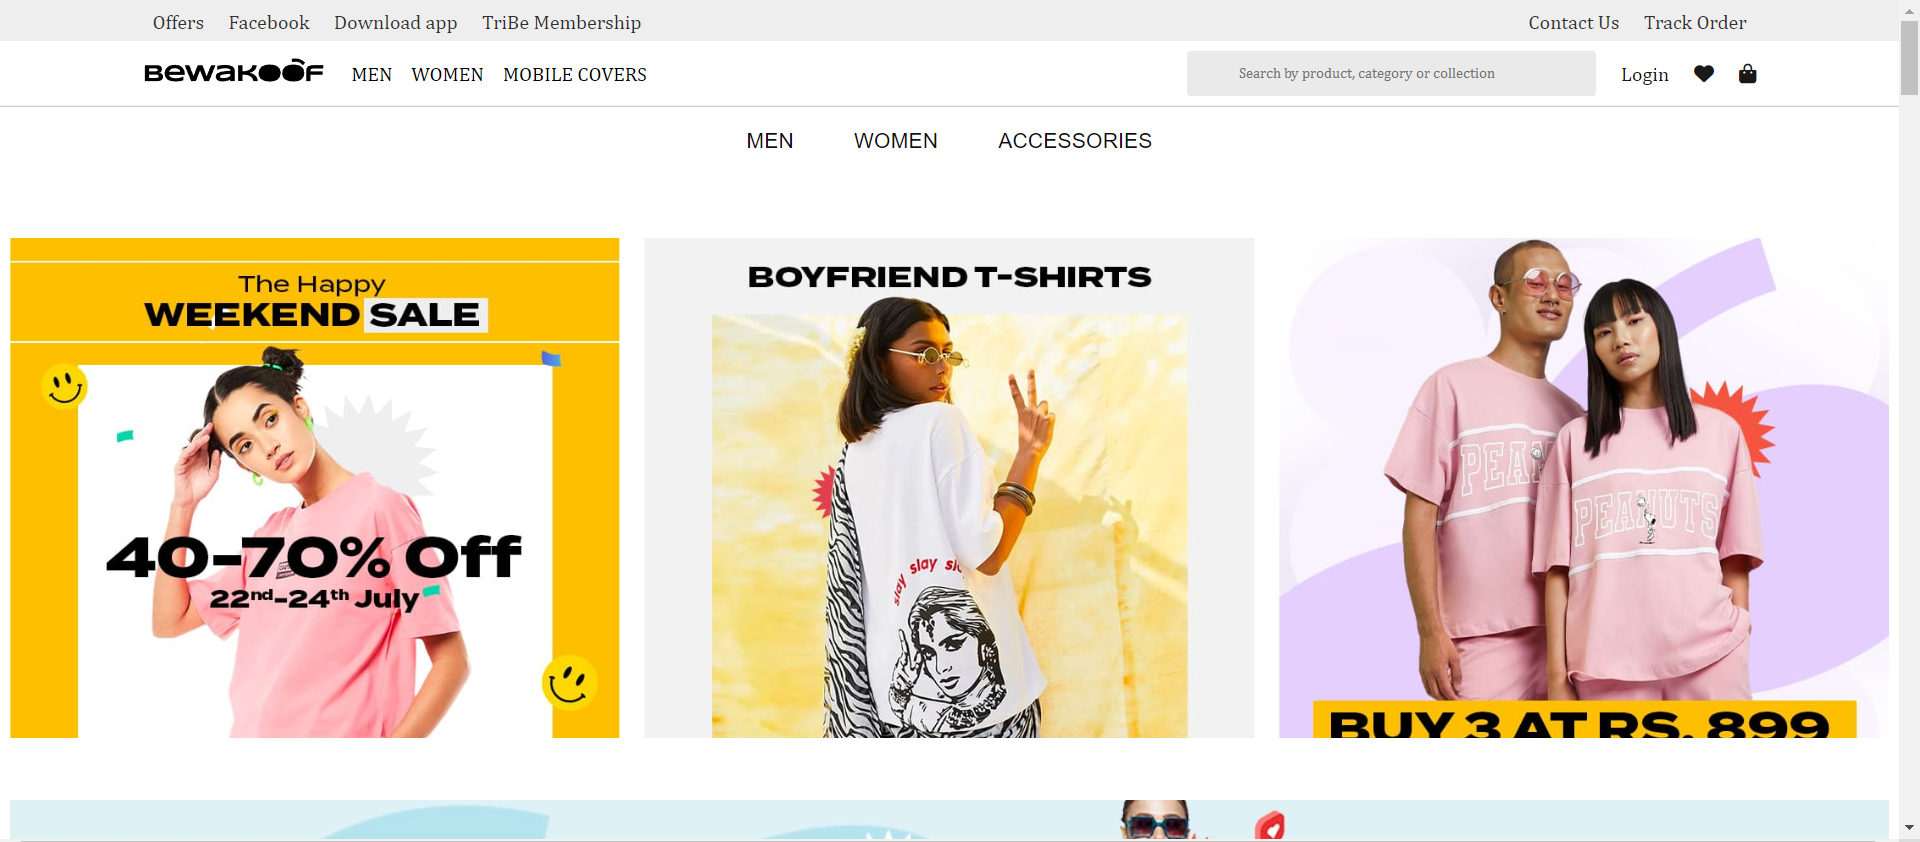 Offers Facebook Download app TriBe Membership Contact Us Track Order
BEWAKOOF MEN WOMEN MOBILE COVERS Search by product, category or collection Login
MEN WOMEN ACCESSORIES
The Happy
WEEKEND SALE
40-70% Off
22nd-24th July
BOYFRIEND T-SHIRTS
slay slay
PEANUTS
BUY 3 AT RS. 899